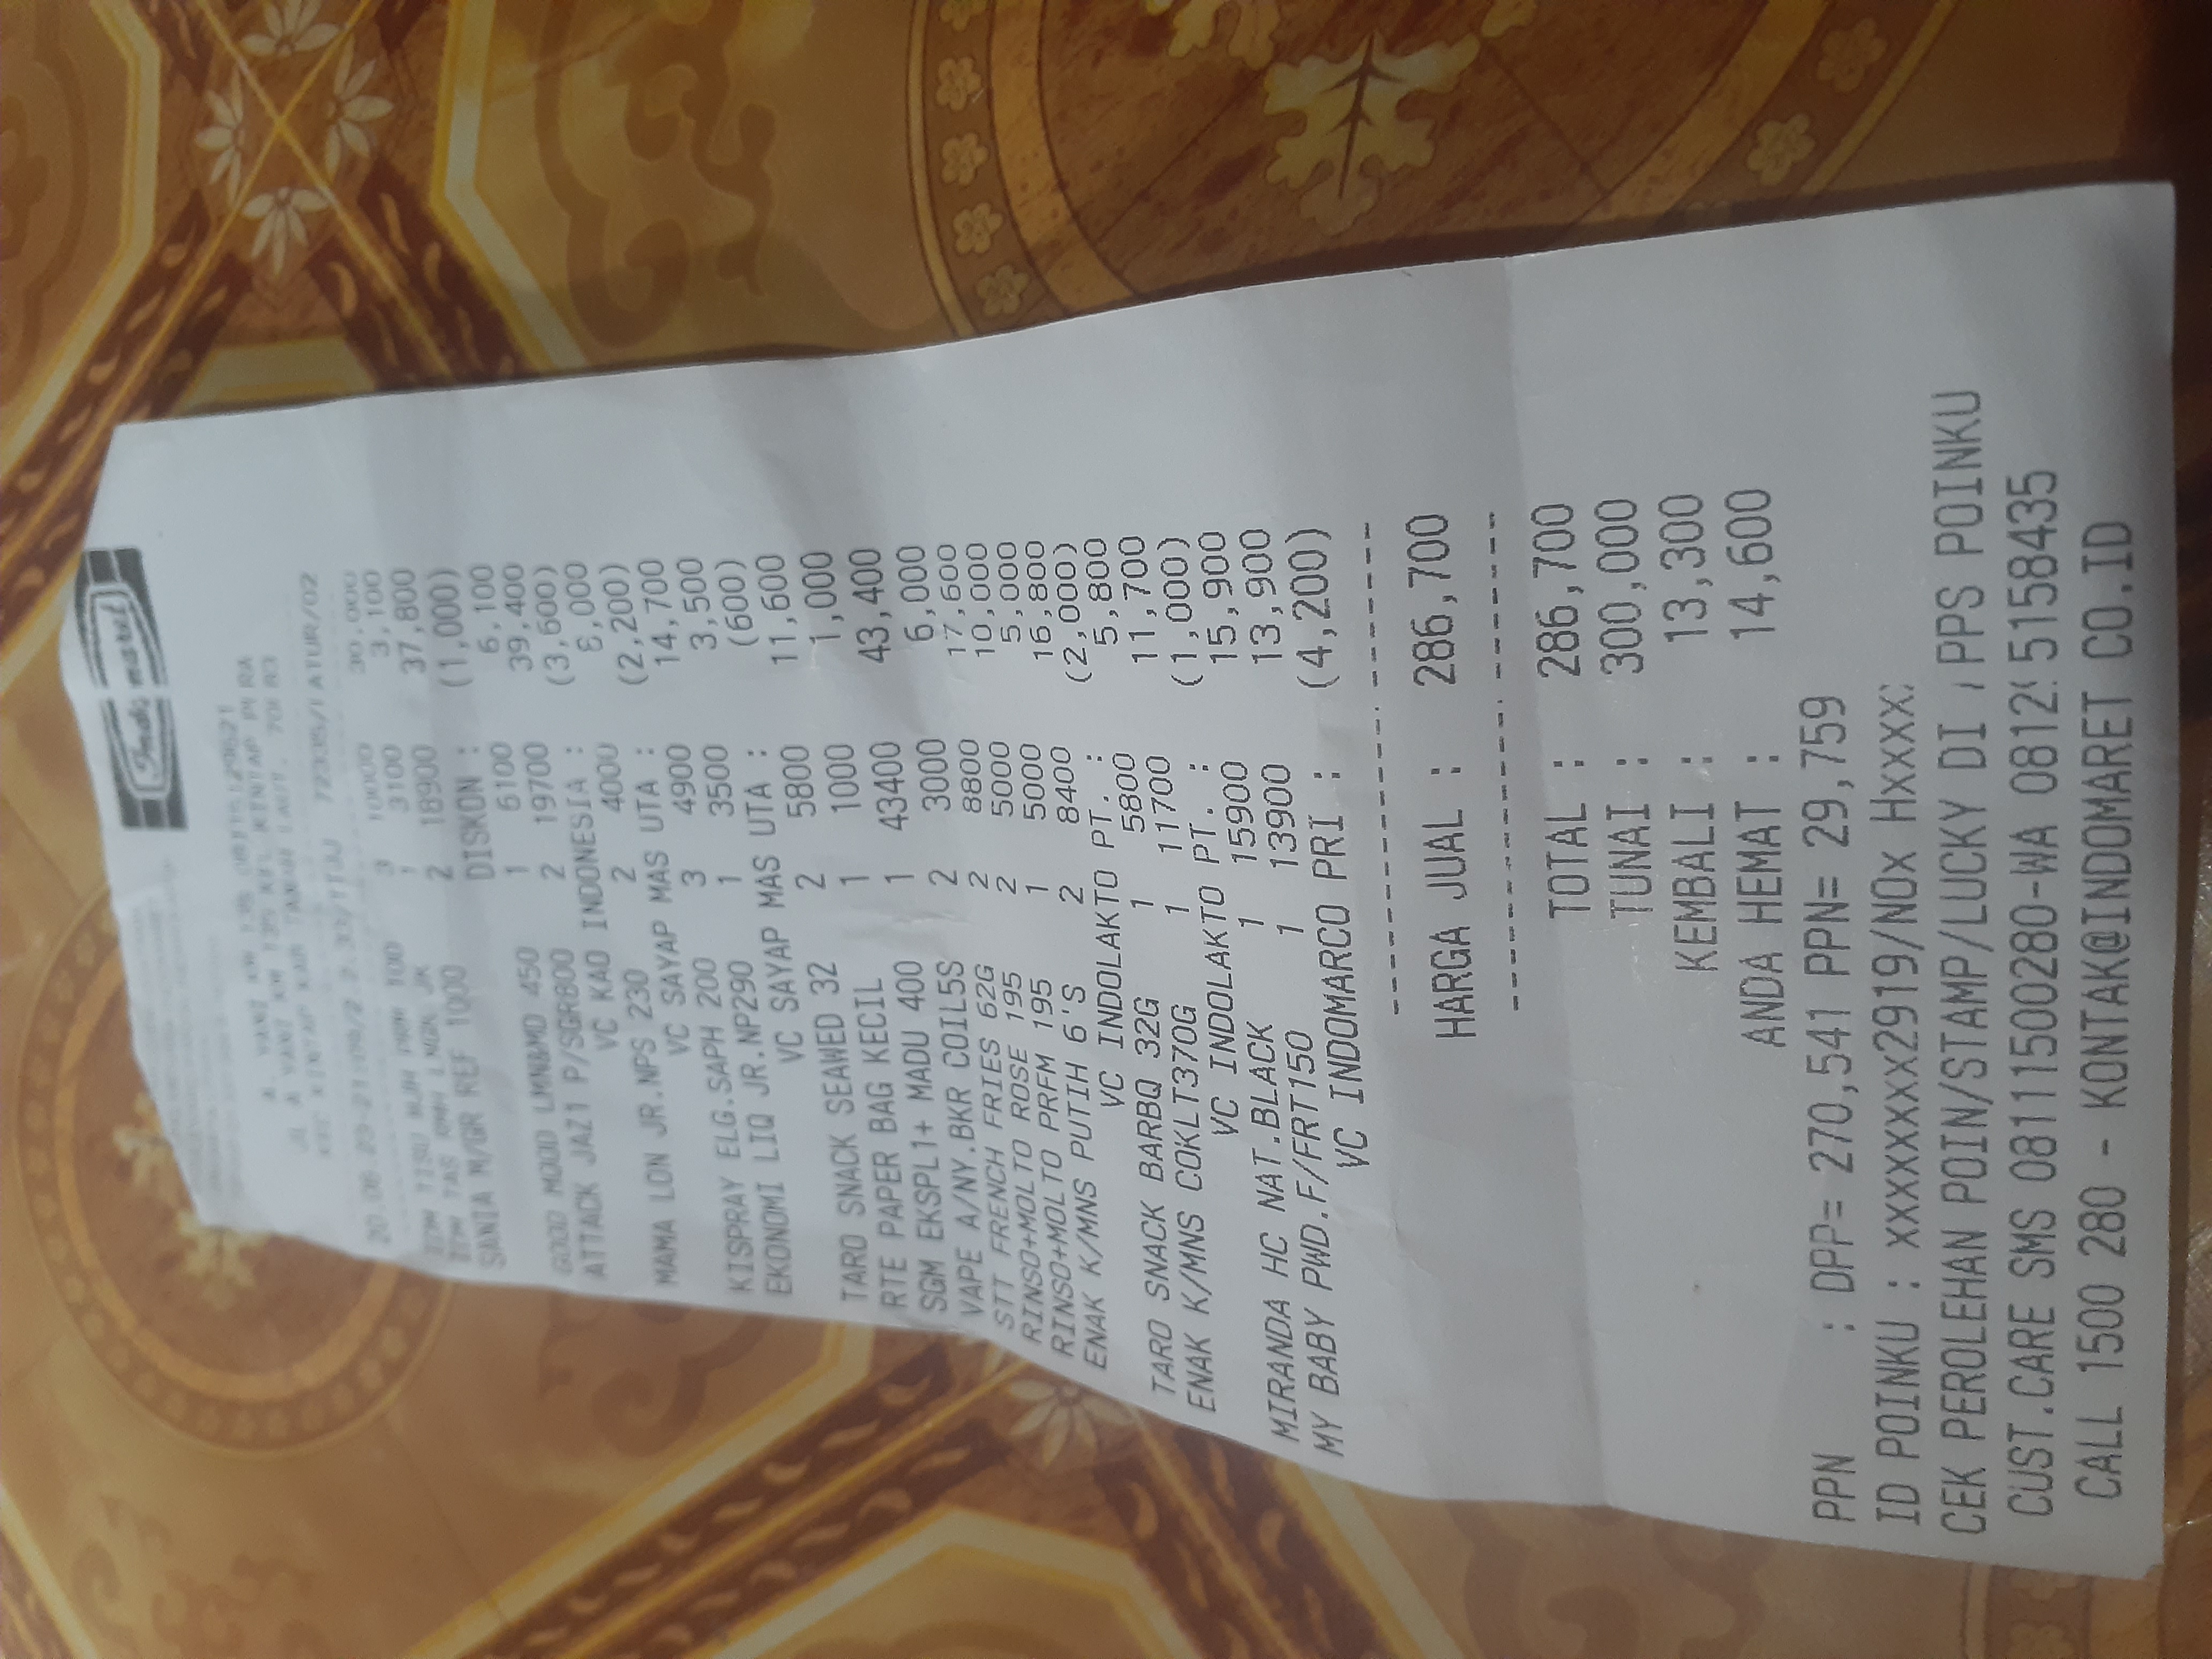 Indomaret
30,000
IDM TAS RMH LNGK JK 1 3100 3,100
SANIA M/GR REF 1000 2 18900 37,800
DISKON : (1,000)
GOOD MOOD LMN&MD 450 1 6100 6,100
ATTACK JAZ1 P/SGR800 2 19700 39,400
VC KAO INDONESIA : (3,600)
MAMA LON JR.NPS 230 2 4000 8,000
VC SAYAP MAS UTA : (2,200)
KISPRAY ELG.SAPH 200 3 4900 14,700
EKONOMI LIQ JR.NP290 1 3500 3,500
VC SAYAP MAS UTA : (600)
TARO SNACK SEAWED 32 2 5800 11,600
RTE PAPER BAG KECIL 1 1000 1,000
SGM EKSPL1+ MADU 400 1 43400 43,400
VAPE A/NY.BKR COIL5S 2 3000 6,000
STT FRENCH FRIES 62G 2 8800 17,600
RINSO+MOLTO ROSE 195 2 5000 10,000
RINSO+MOLTO PRFM 195 1 5000 5,000
ENAK K/MNS PUTIH 6'S 2 8400 16,800
VC INDOLAKTO PT. : (2,000)
TARO SNACK BARBQ 32G 1 5800 5,800
ENAK K/MNS COKLT370G 1 11700 11,700
VC INDOLAKTO PT. : (1,000)
MIRANDA HC NAT.BLACK 1 15900 15,900
MY BABY PWD.F/FRT150 1 13900 13,900
VC INDOMARCO PRI : (4,200)
HARGA JUAL : 286,700
TOTAL : 286,700
TUNAI : 300,000
KEMBALI : 13,300
ANDA HEMAT : 14,600
PPN : DPP= 270,541 PPN= 29,759
ID POINKU : xxxxxxxx2919/NOx Hxxxx
CEK PEROLEHAN POIN/STAMP/LUCKY DI APPS POINKU
CUST.CARE SMS 08111500280-WA 0812 5158435
CALL 1500 280 - KONTAK@INDOMARET CO.ID